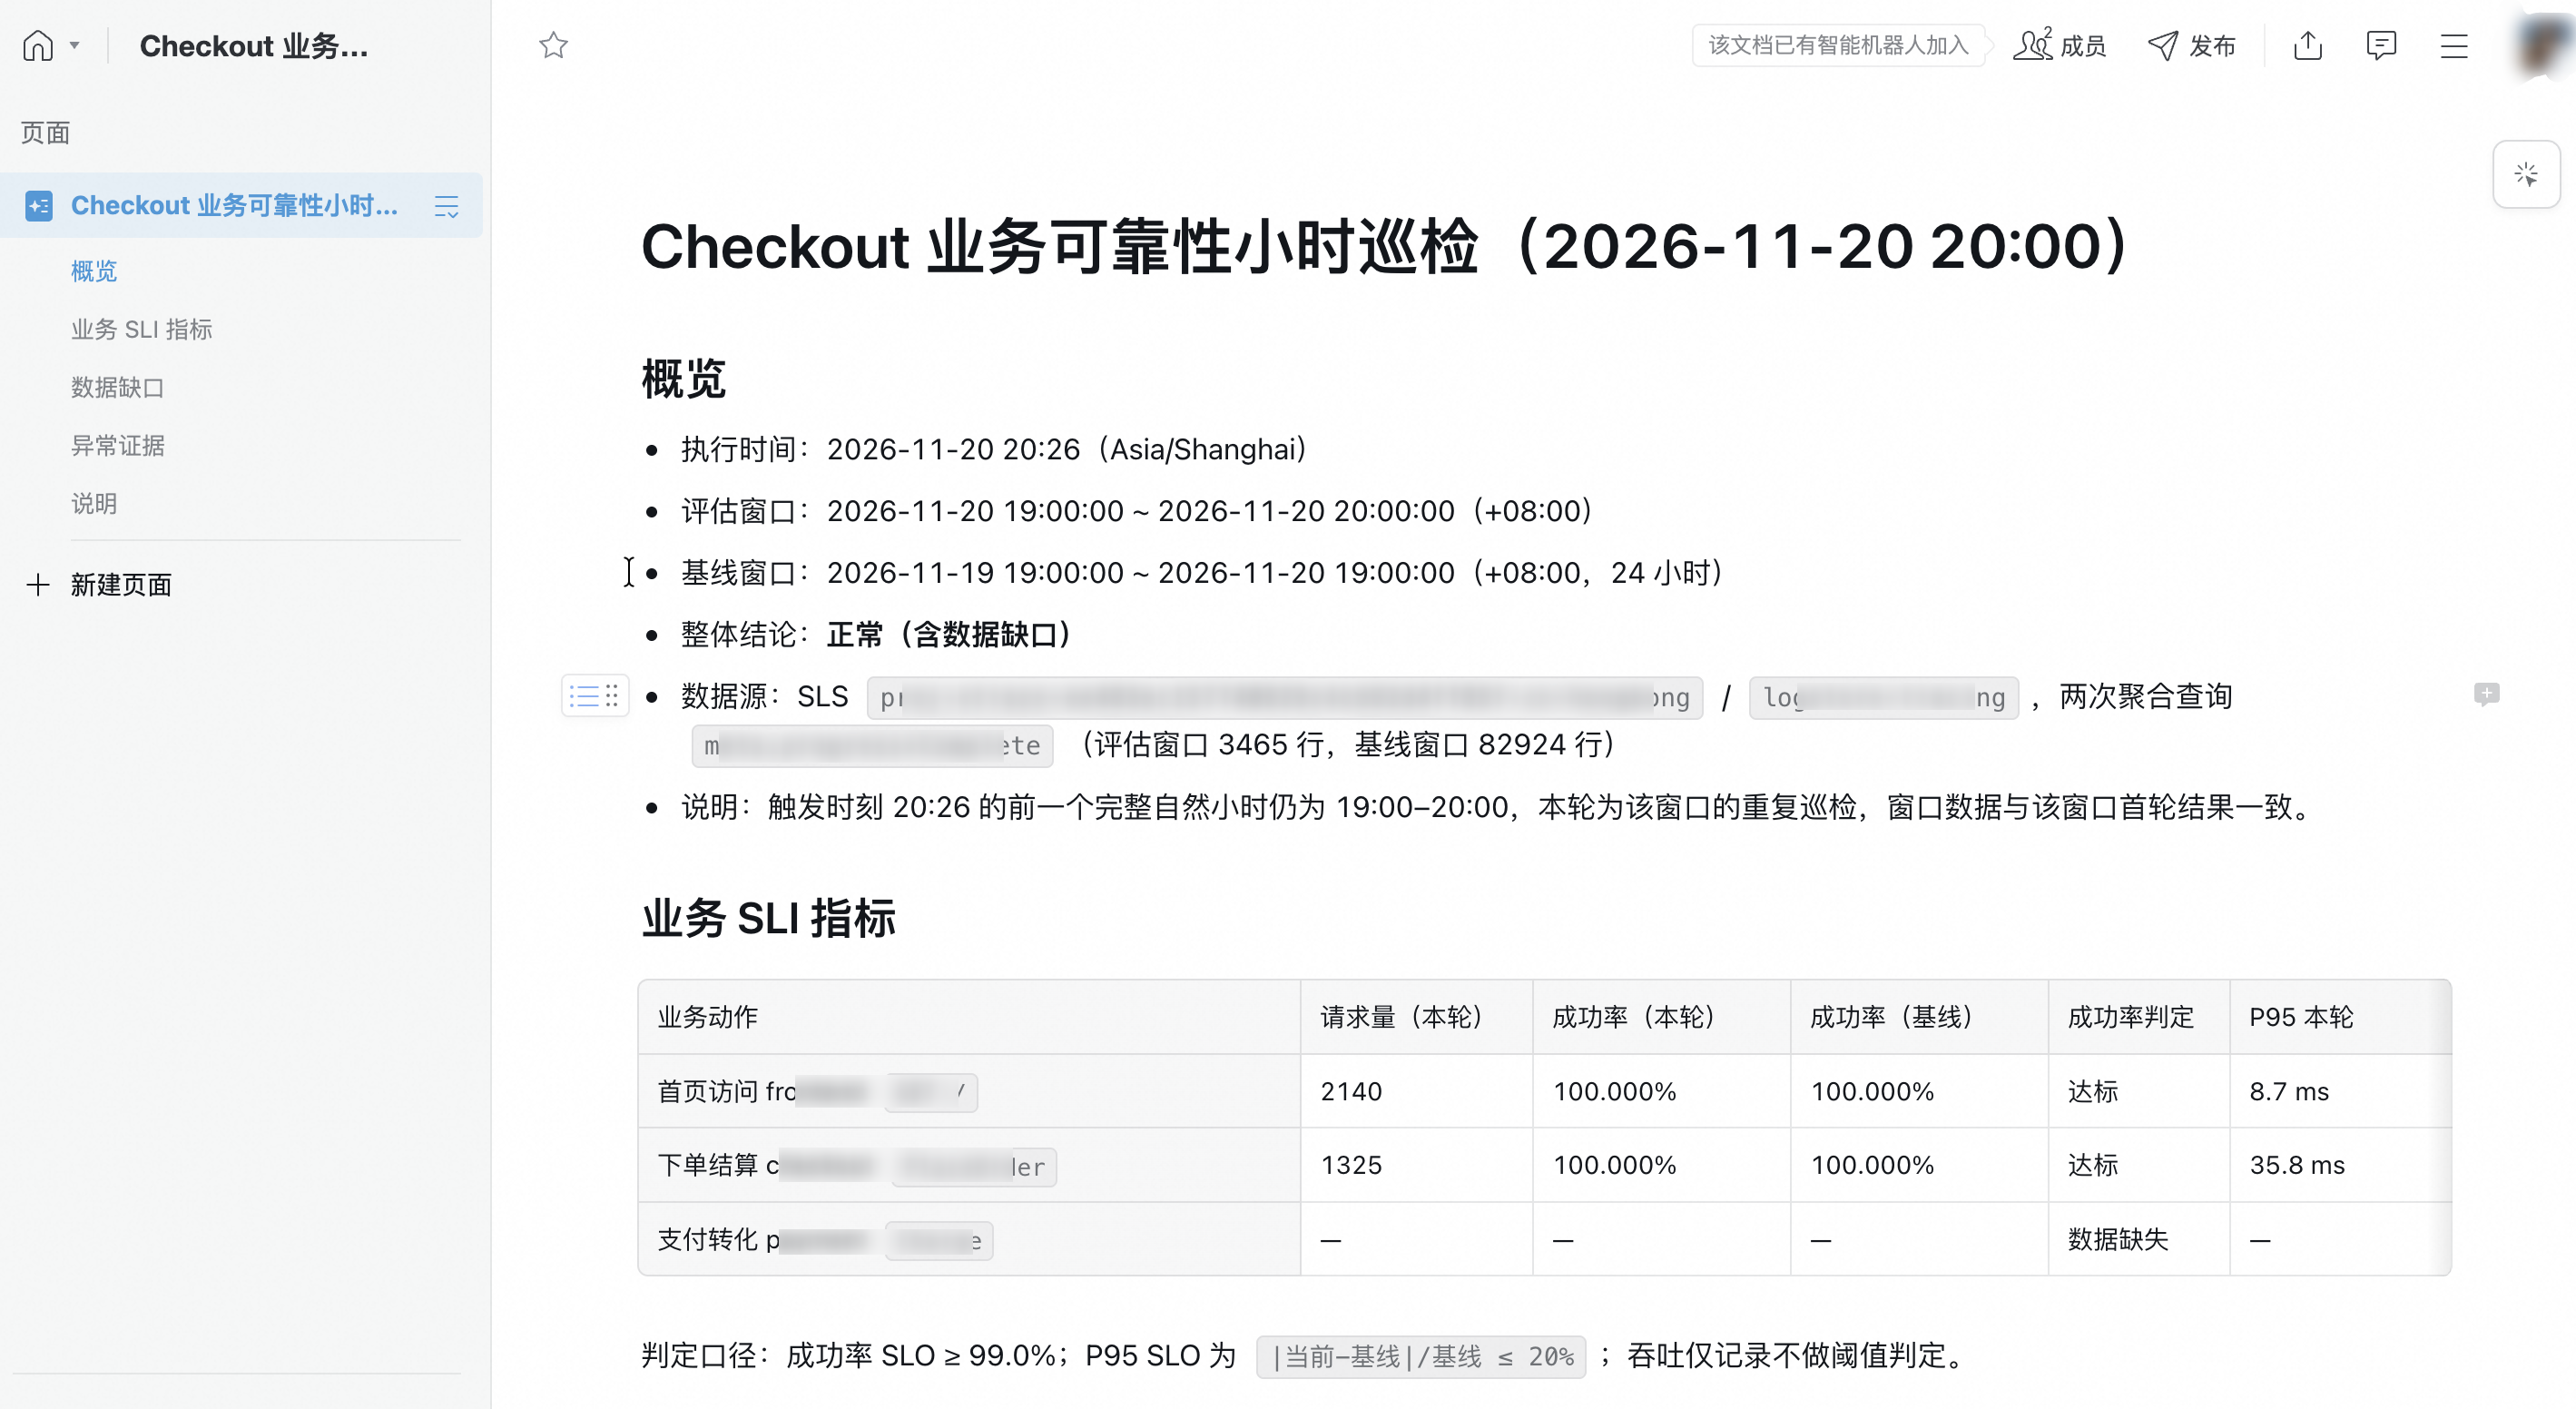 Checkout 业务...
该文档已有智能机器人加入
2
成员
发布
页面
Checkout 业务可靠性小时...
概览
业务 SLI 指标
数据缺口
异常证据
说明
新建页面
Checkout 业务可靠性小时巡检（2026-11-20 20:00）
概览
执行时间：2026-11-20 20:26（Asia/Shanghai）
评估窗口：2026-11-20 19:00:00 ~ 2026-11-20 20:00:00（+08:00）
基线窗口：2026-11-19 19:00:00 ~ 2026-11-20 19:00:00（+08:00，24 小时）
整体结论：正常（含数据缺口）
数据源：SLS / ，两次聚合查询
（评估窗口 3465 行，基线窗口 82924 行）
说明：触发时刻 20:26 的前一个完整自然小时仍为 19:00–20:00，本轮为该窗口的重复巡检，窗口数据与该窗口首轮结果一致。
业务 SLI 指标
业务动作 请求量（本轮） 成功率（本轮） 成功率（基线） 成功率判定 P95 本轮
首页访问 / 2140 100.000% 100.000% 达标 8.7 ms
下单结算 1325 100.000% 100.000% 达标 35.8 ms
支付转化 — — — 数据缺失 —
判定口径：成功率 SLO ≥ 99.0%；P95 SLO 为 |当前−基线|/基线 ≤ 20% ；吞吐仅记录不做阈值判定。